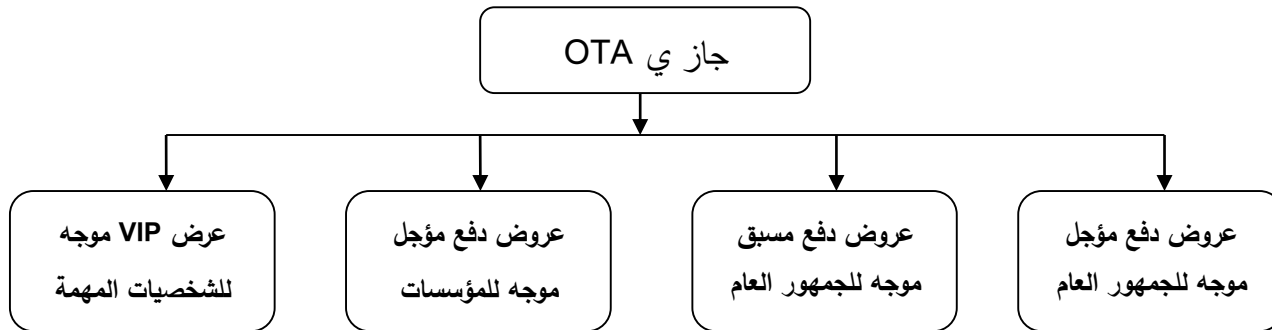 جاز ي OTA
عروض دفع مؤجل
موجه للجمهور العام
عروض دفع مسبق
موجه للجمهور العام
عروض دفع مؤجل
موجه للمؤسسات
عرض VIP موجه
للشخصيات المهمة